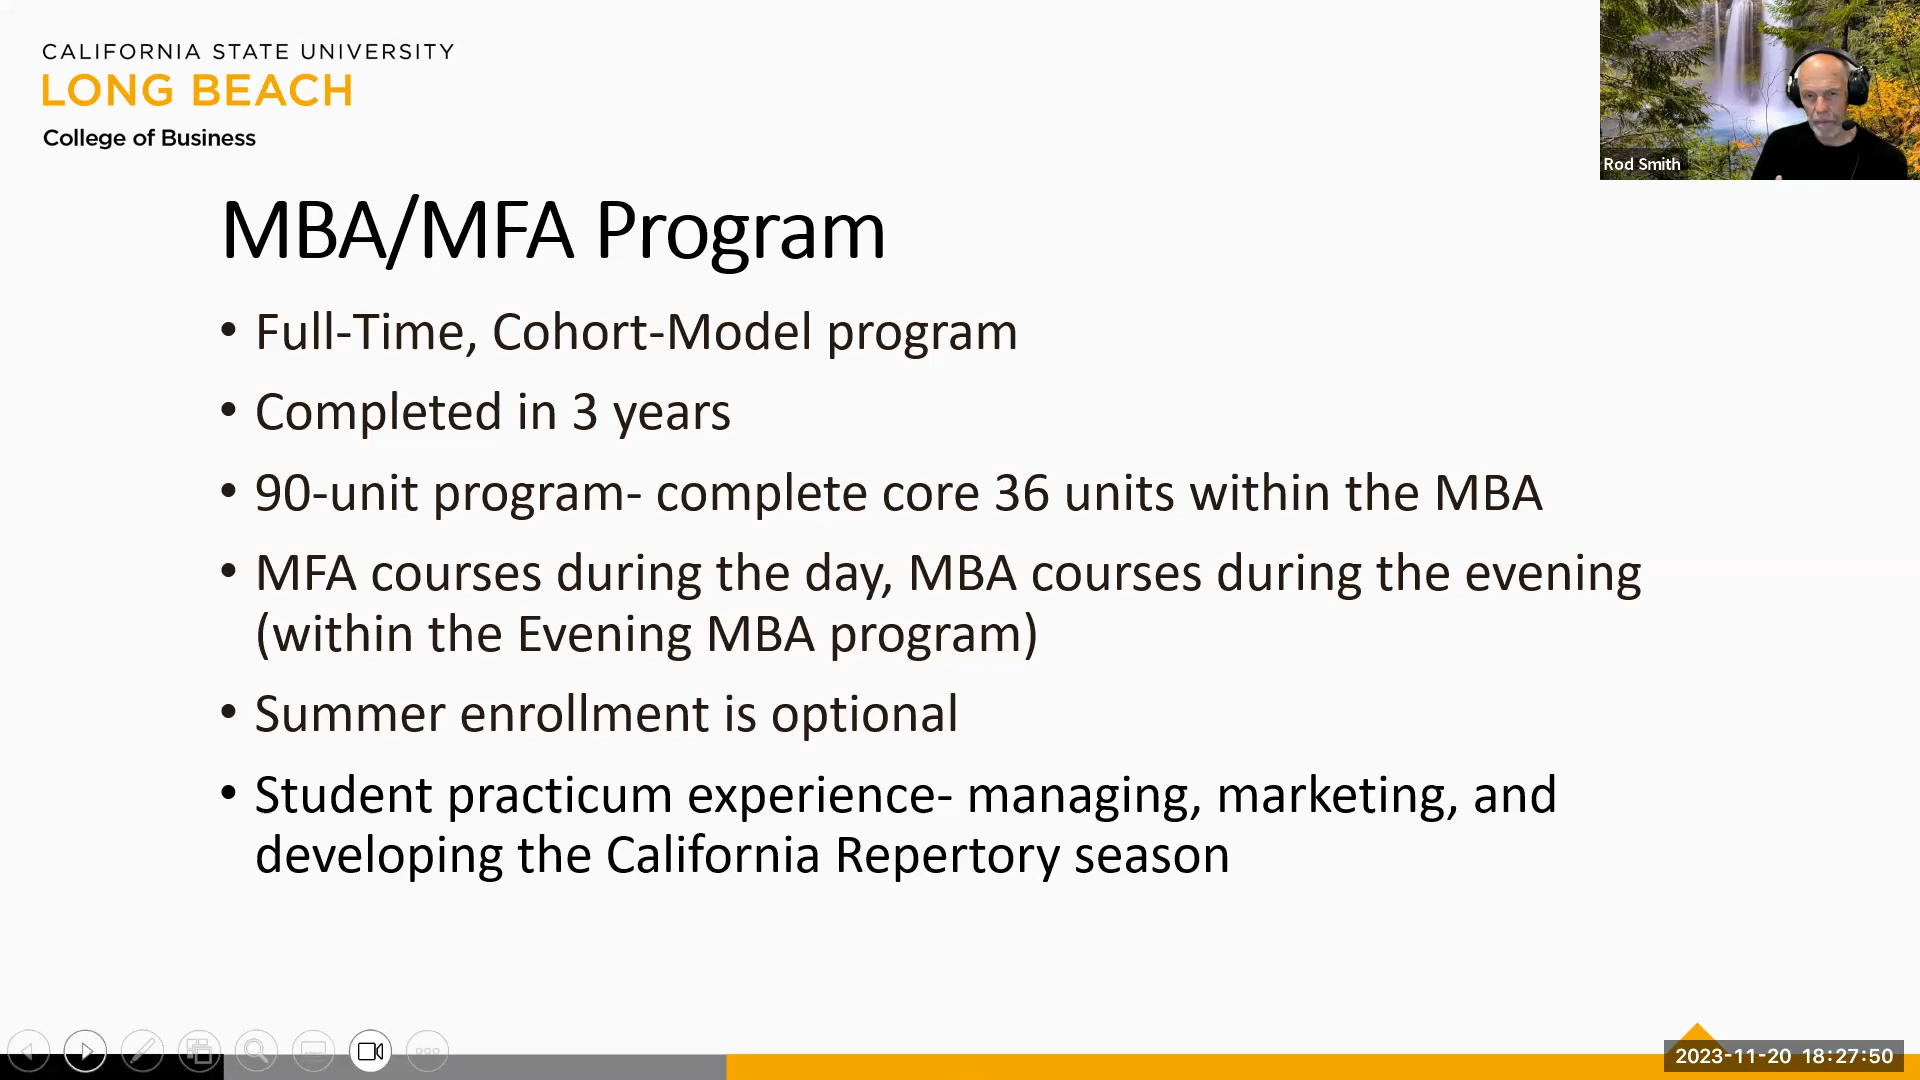 CALIFORNIA STATE UNIVERSITY
LONG BEACH
College of Business
Rod Smith
MBA/MFA Program
• Full-Time, Cohort-Model program
• Completed in 3 years
• 90-unit program- complete core 36 units within the MBA
• MFA courses during the day, MBA courses during the evening
(within the Evening MBA program)
• Summer enrollment is optional
• Student practicum experience- managing, marketing, and
developing the California Repertory season
2023-11-20 18:27:50